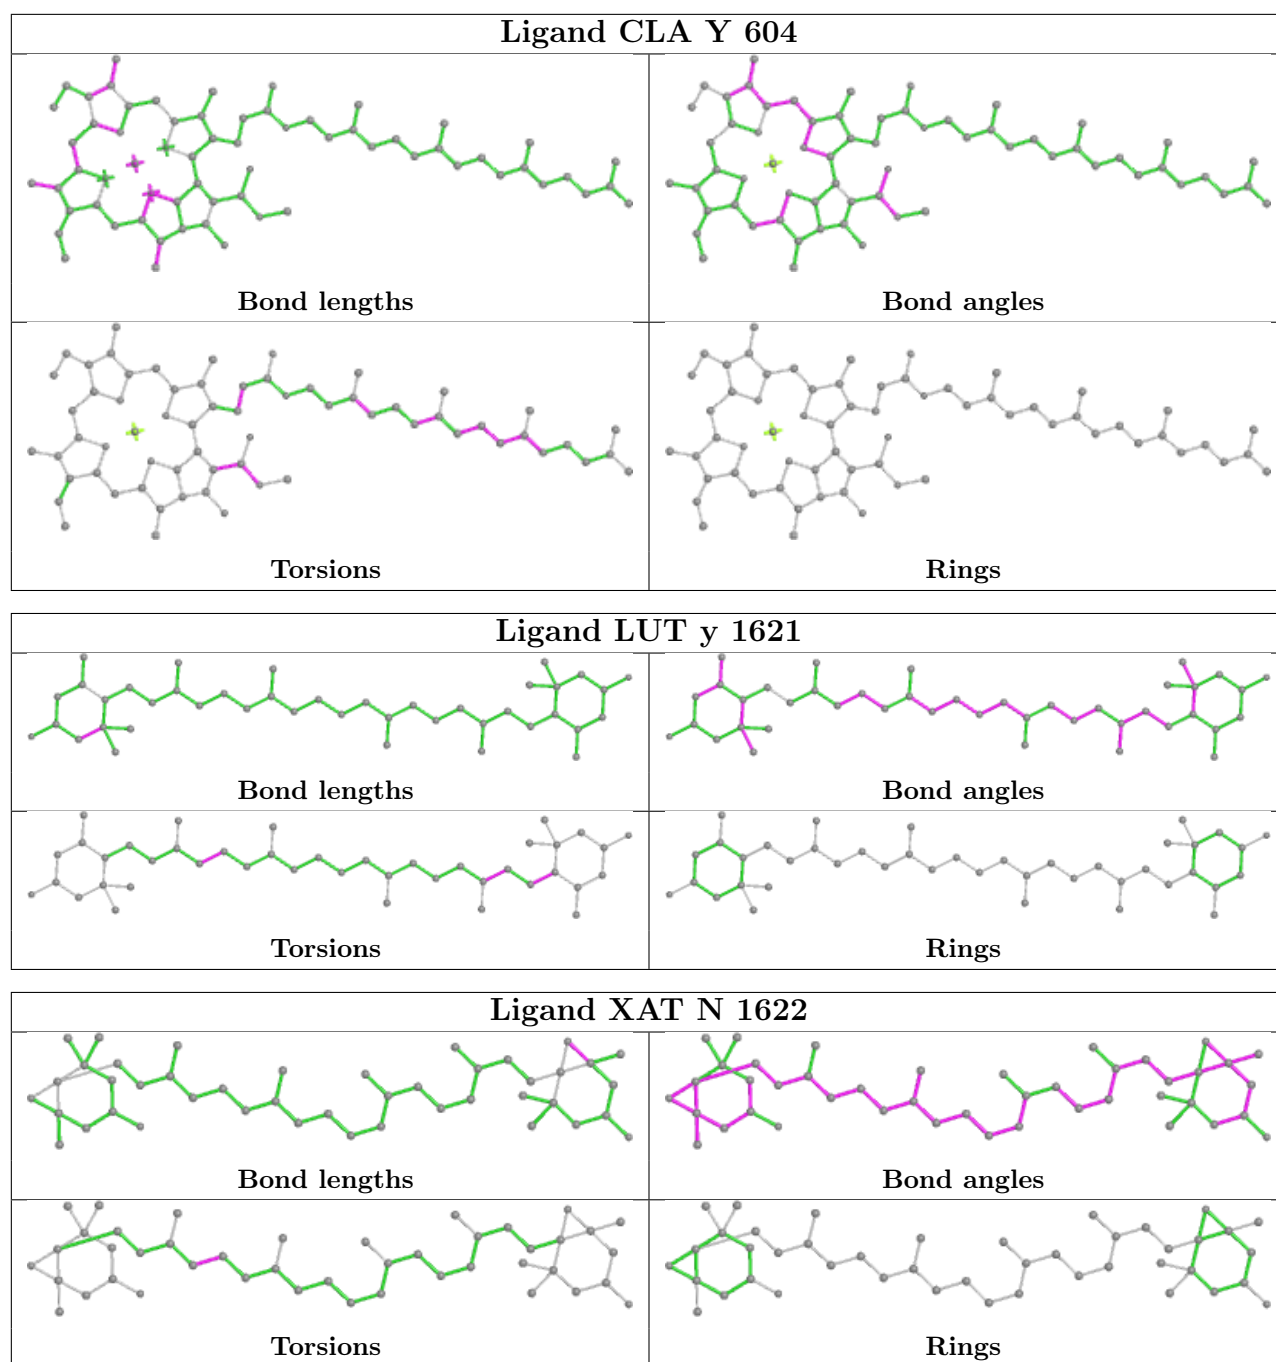 Ligand CLA Y 604
Bond lengths
Bond angles
Torsions
Rings
Ligand LUT y 1621
Bond lengths
Bond angles
Torsions
Rings
Ligand XAT N 1622
Bond lengths
Bond angles
Torsions
Rings